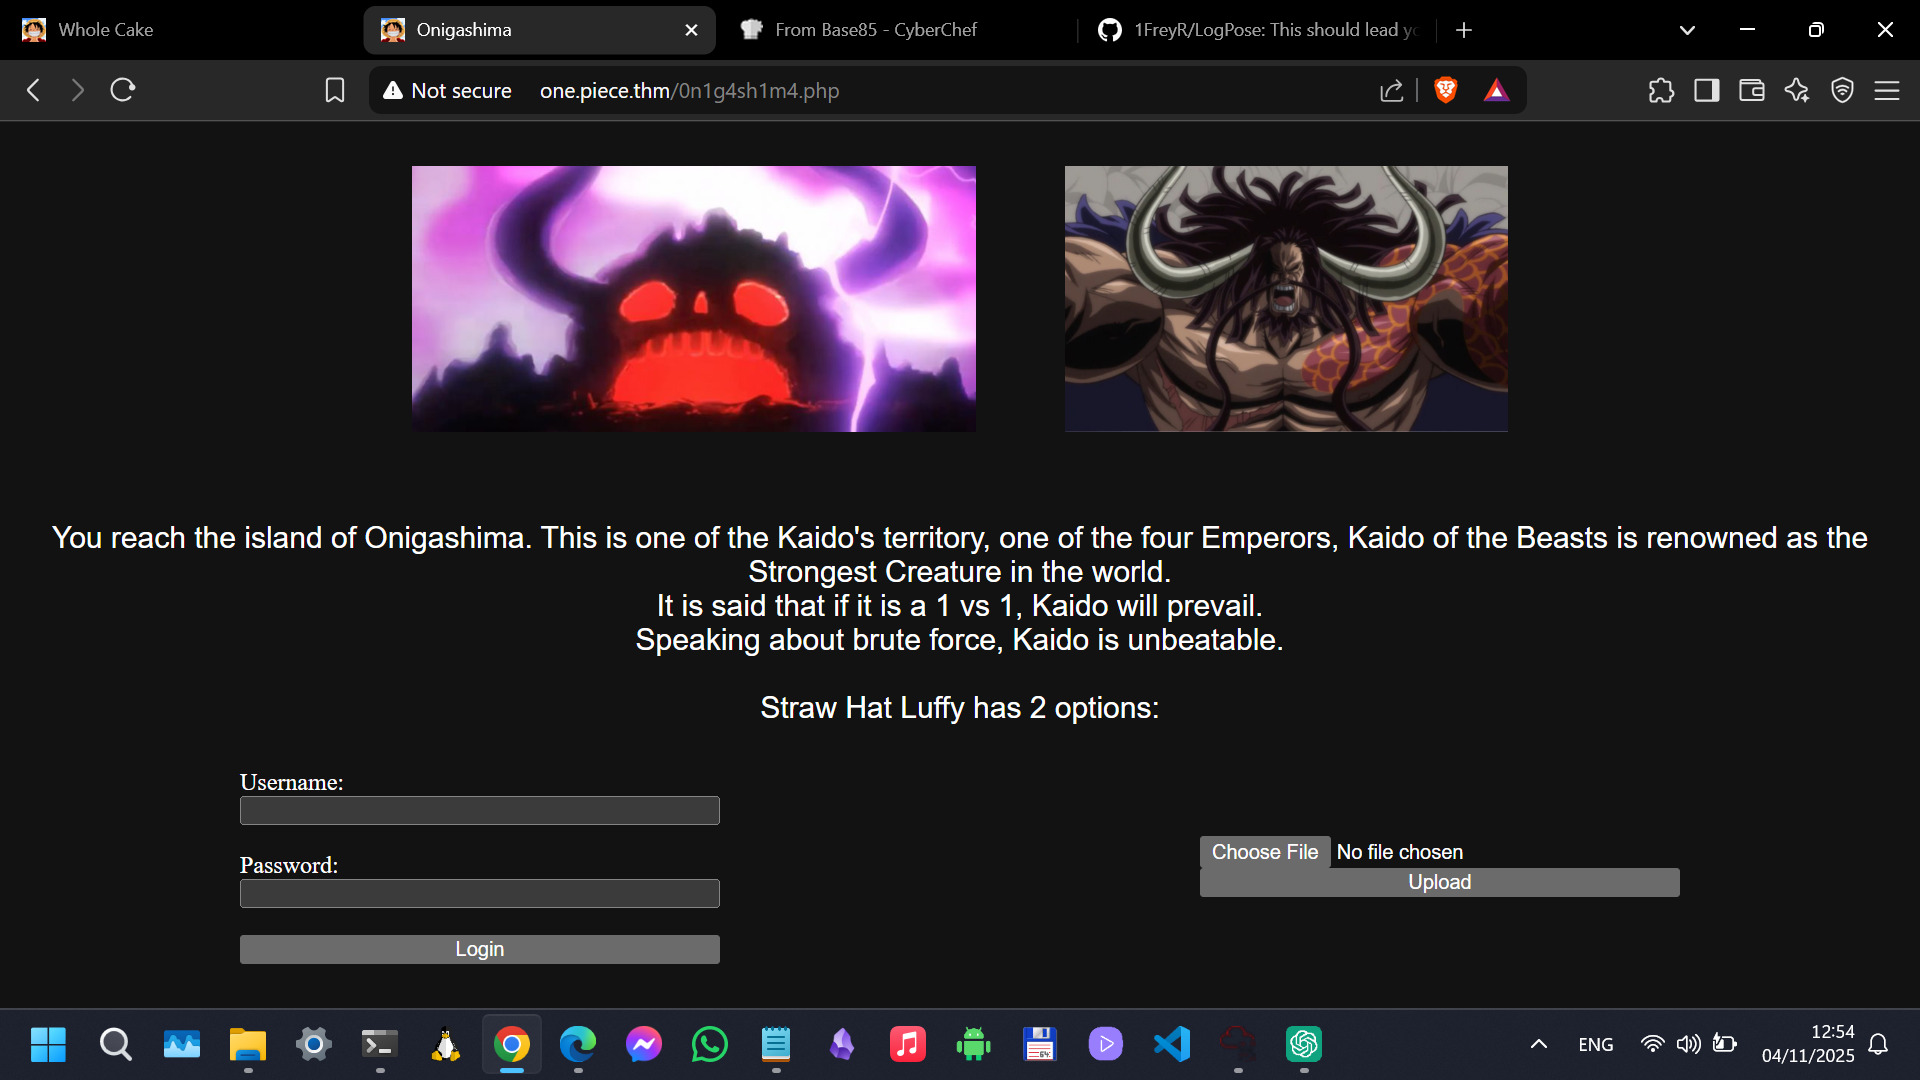 Whole Cake
Onigashima
From Base85 - CyberChef
1FreyR/LogPose: This should lead yo
Not secure
one.piece.thm/0n1g4sh1m4.php
You reach the island of Onigashima. This is one of the Kaido's territory, one of the four Emperors, Kaido of the Beasts is renowned as the
Strongest Creature in the world.
It is said that if it is a 1 vs 1, Kaido will prevail.
Speaking about brute force, Kaido is unbeatable.
Straw Hat Luffy has 2 options:
Username:
Password:
Login
Choose File No file chosen
Upload
64
ENG
12:54
04/11/2025